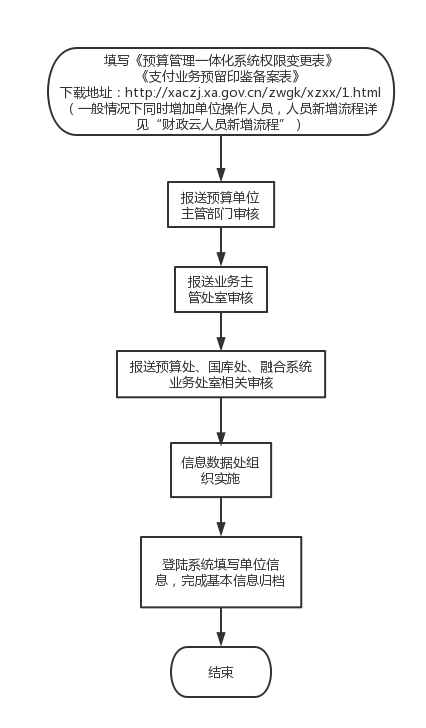 填写《预算管理一体化系统权限变更表》
《支付业务预留印鉴备案表》
下载地址：http://xaczj.xa.gov.cn/zwgk/xzxx/1.html
（一般情况下同时增加单位操作人员，人员新增流程详
见“财政云人员新增流程”）
报送预算单位
主管部门审核
报送业务主
管处室审核
报送预算处、国库处、融合系统
业务处室相关审核
信息数据处组
织实施
登陆系统填写单位信
息，完成基本信息归档
结束